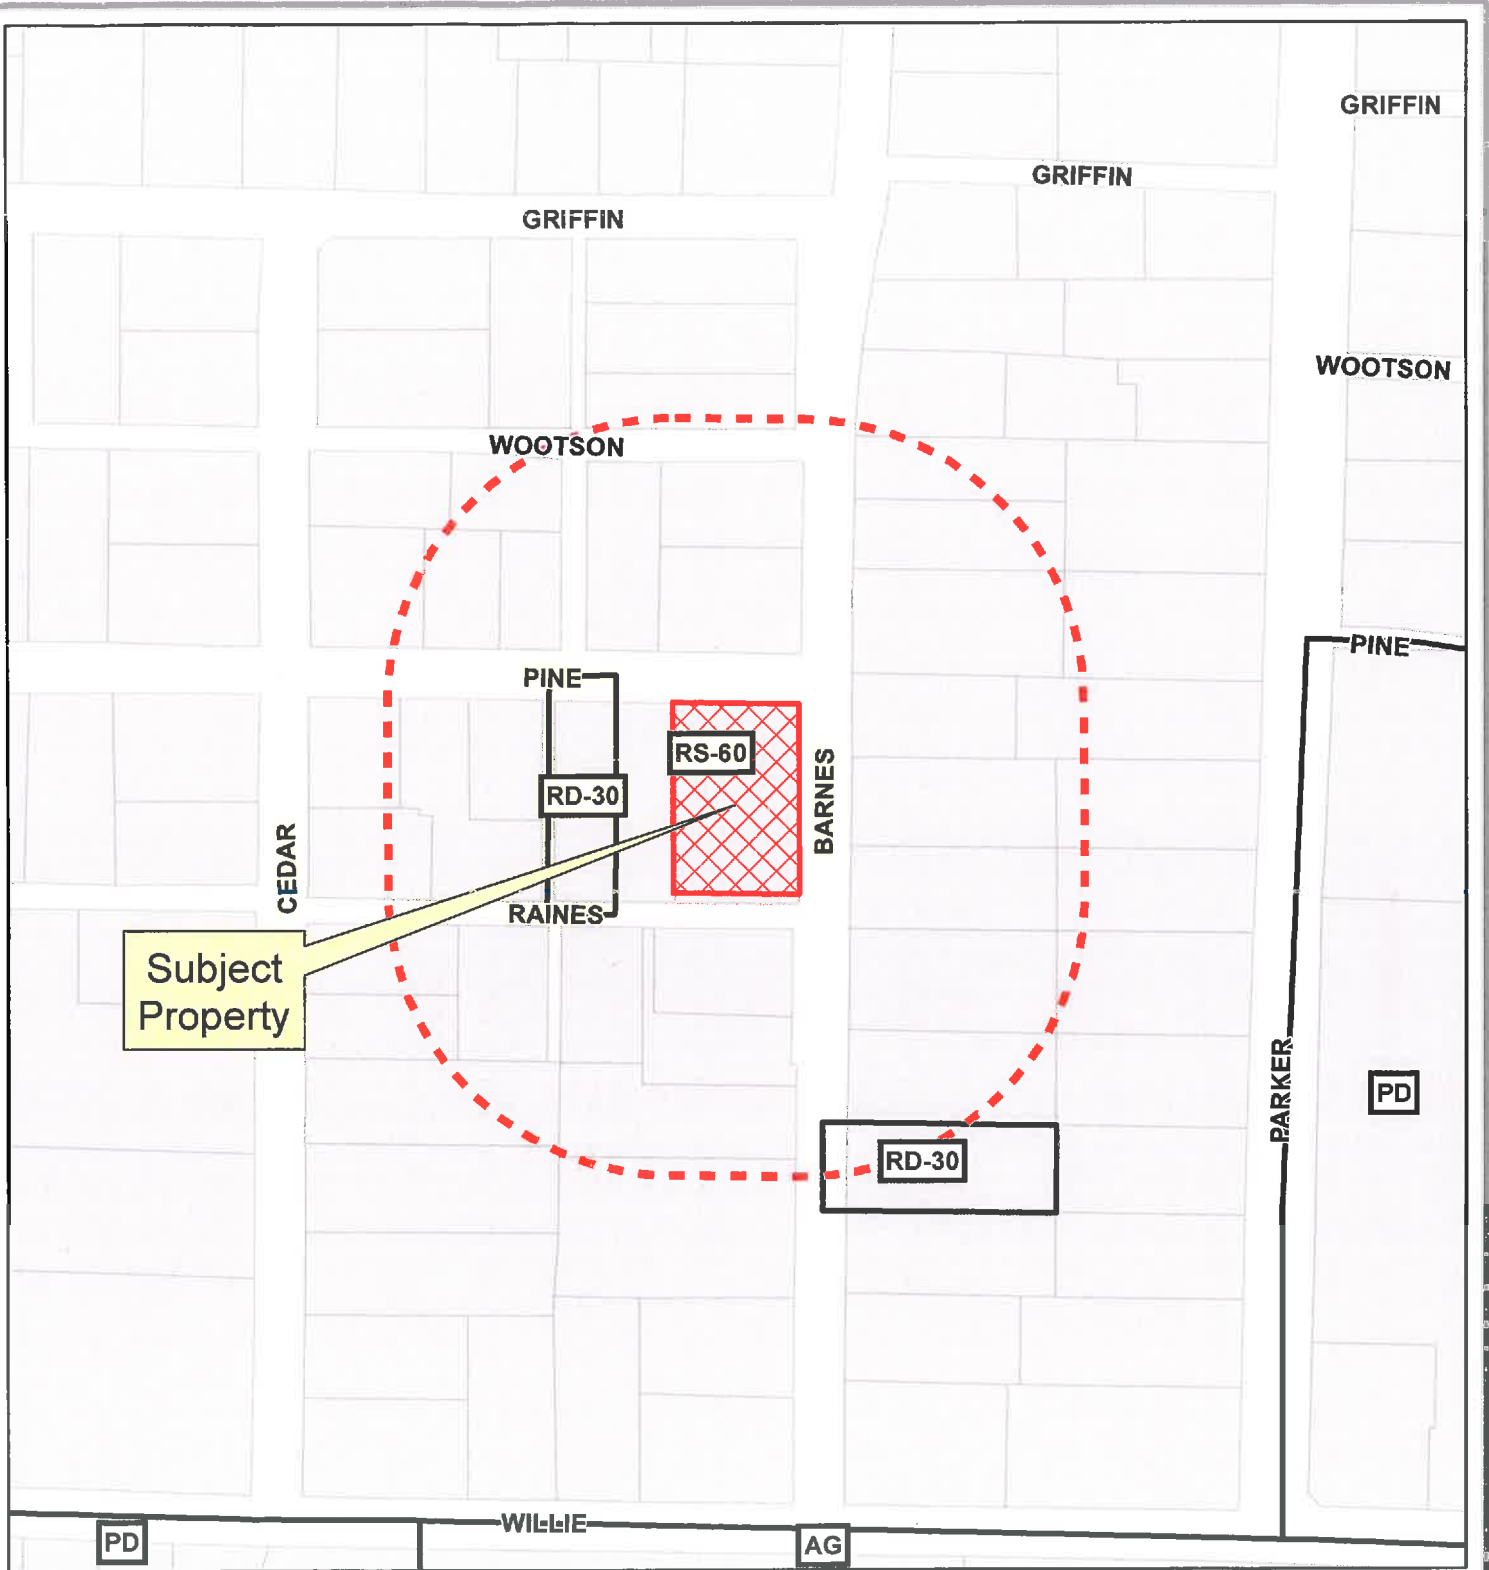 GRIFFIN
GRIFFIN
GRIFFIN
WOOTSON
WOOTSON
PINE
PINE
RS-60
RD-30
BARNES
CEDAR
RAINES
Subject
Property
PARKER
PD
RD-30
WILLIE
PD
AG